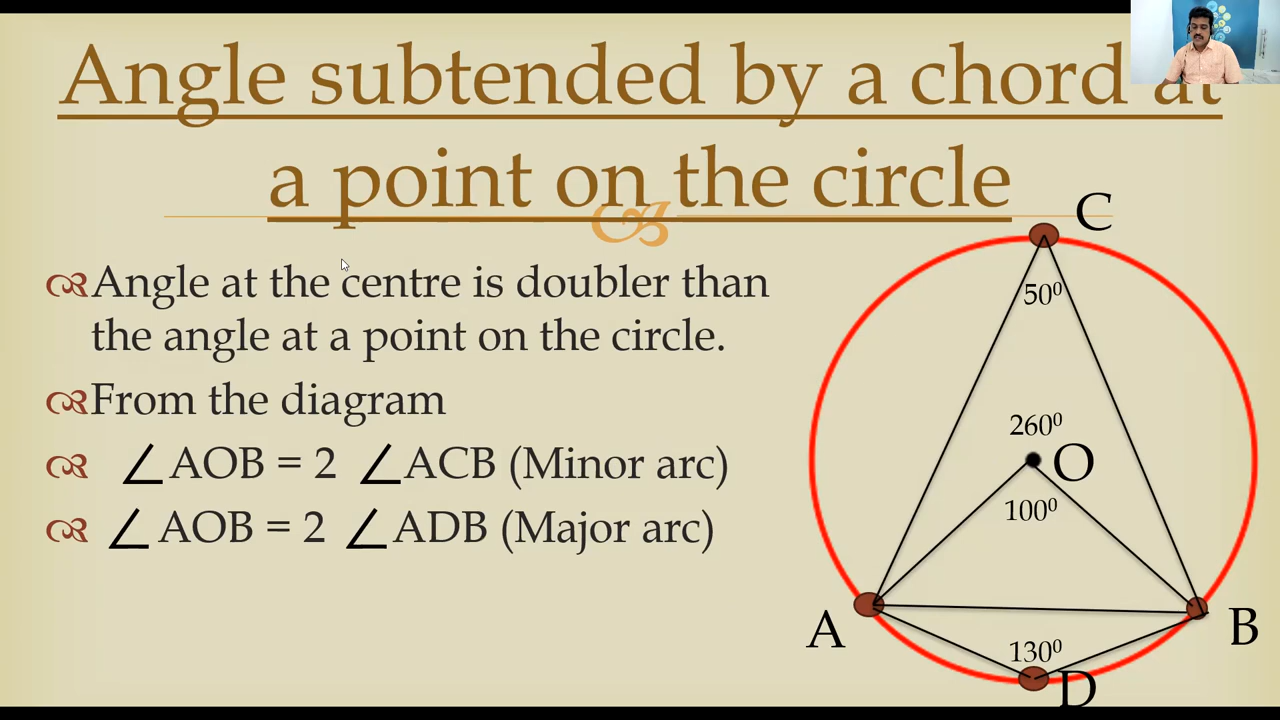 Angle subtended by a chord at
a point on the circle
Angle at the centre is doubler than
the angle at a point on the circle.
From the diagram
∠AOB = 2 ∠ACB (Minor arc)
∠AOB = 2 ∠ADB (Major arc)
C
50⁰
260⁰
O
100⁰
A
B
130⁰
D